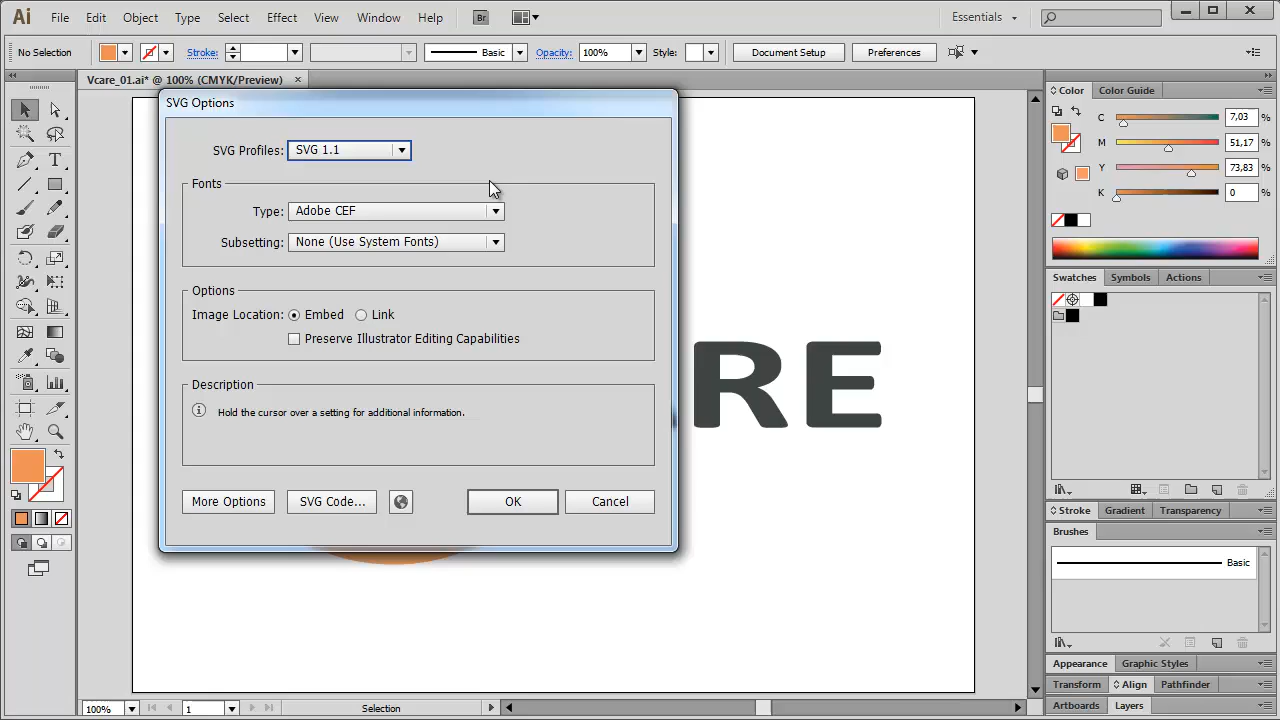 Ai File Edit Object Type Select Effect View Window Help Br Essentials
No Selection Stroke: Basic Opacity: 100% Style: Document Setup Preferences
Vcare_01.ai* @ 100% (CMYK/Preview)
SVG Options
SVG Profiles: SVG 1.1
Fonts
Type: Adobe CEF
Subsetting: None (Use System Fonts)
Options
Image Location: Embed Link
Preserve Illustrator Editing Capabilities
Description
Hold the cursor over a setting for additional information.
More Options SVG Code... OK Cancel
RE
Color Color Guide
C 7,03 %
M 51,17 %
Y 73,83 %
K 0 %
Swatches Symbols Actions
Stroke Gradient Transparency
Brushes
Basic
Appearance Graphic Styles
Transform Align Pathfinder
Artboards Layers
100% 1 Selection